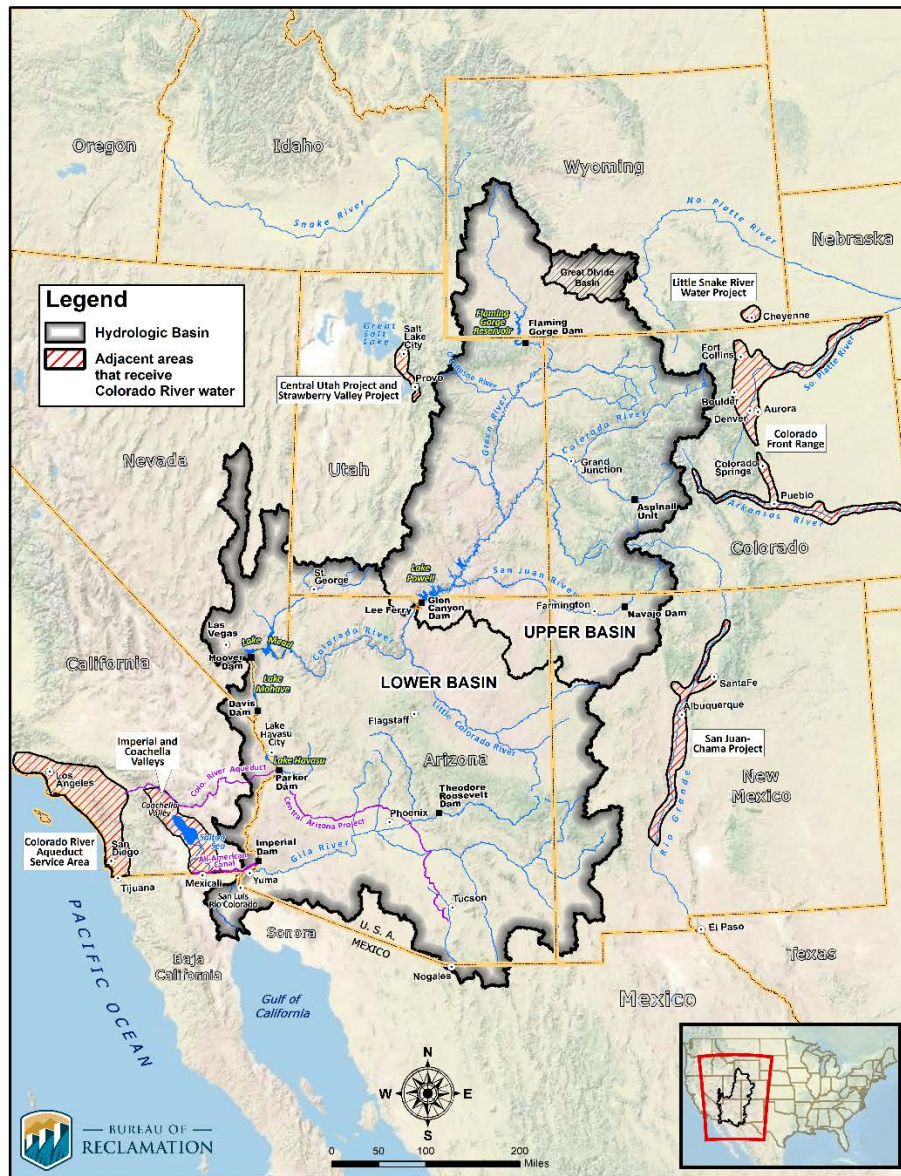 Oregon
Idaho
Wyoming
Snake River
No. Platte River
Nebraska
Great Divide
Basin
Little Snake River
Water Project
Cheyenne
Legend
Hydrologic Basin
Adjacent areas
that receive
Colorado River water
Great
Salt
Lake
Salt
Lake
City
Provo
Flaming
Gorge
Reservoir
Flaming
Gorge Dam
Central Utah Project and
Strawberry Valley Project
Duchesne River
Green River
Fort
Collins
So. Platte River
Boulder
Denver
Aurora
Colorado
Front Range
Colorado River
Grand
Junction
Colorado
Springs
Pueblo
Aspinall
Unit
Arkansas River
Colorado
Nevada
Utah
St.
George
Lake
Powell
San Juan River
Lee Ferry
Glen
Canyon
Dam
Farmington
Navajo Dam
UPPER BASIN
Las
Vegas
Lake Mead
Hoover
Dam
Colorado River
LOWER BASIN
California
Lake
Mohave
Davis
Dam
Flagstaff
Little Colorado River
Santa Fe
Albuquerque
San Juan-
Chama Project
New
Mexico
Rio Grande
Lake
Havasu
City
Lake Havasu
Parker
Dam
Arizona
Imperial and
Coachella
Valleys
Colo. River Aqueduct
Los
Angeles
Coachella
Valley
Salton
Sea
Central Arizona Project
Phoenix
Theodore
Roosevelt
Dam
Colorado River
Aqueduct
Service Area
San
Diego
All-American
Canal
Imperial
Dam
Gila River
Tijuana
Mexicali
Yuma
San Luis
Rio Colorado
Tucson
Sonora
U.S.A.
MEXICO
Nogales
El Paso
Texas
Mexico
PACIFIC OCEAN
Baja
California
Gulf of
California
N
W
E
S
BUREAU OF
RECLAMATION
0 50 100 200
Miles